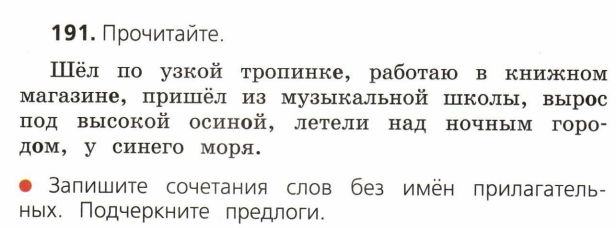 191. Прочитайте.
Шёл по узкой тропинке, работаю в книжном
магазине, пришёл из музыкальной школы, вырос
под высокой осиной, летели над ночным горо-
дом, у синего моря.
Запишите сочетания слов без имён прилагатель-
ных. Подчеркните предлоги.